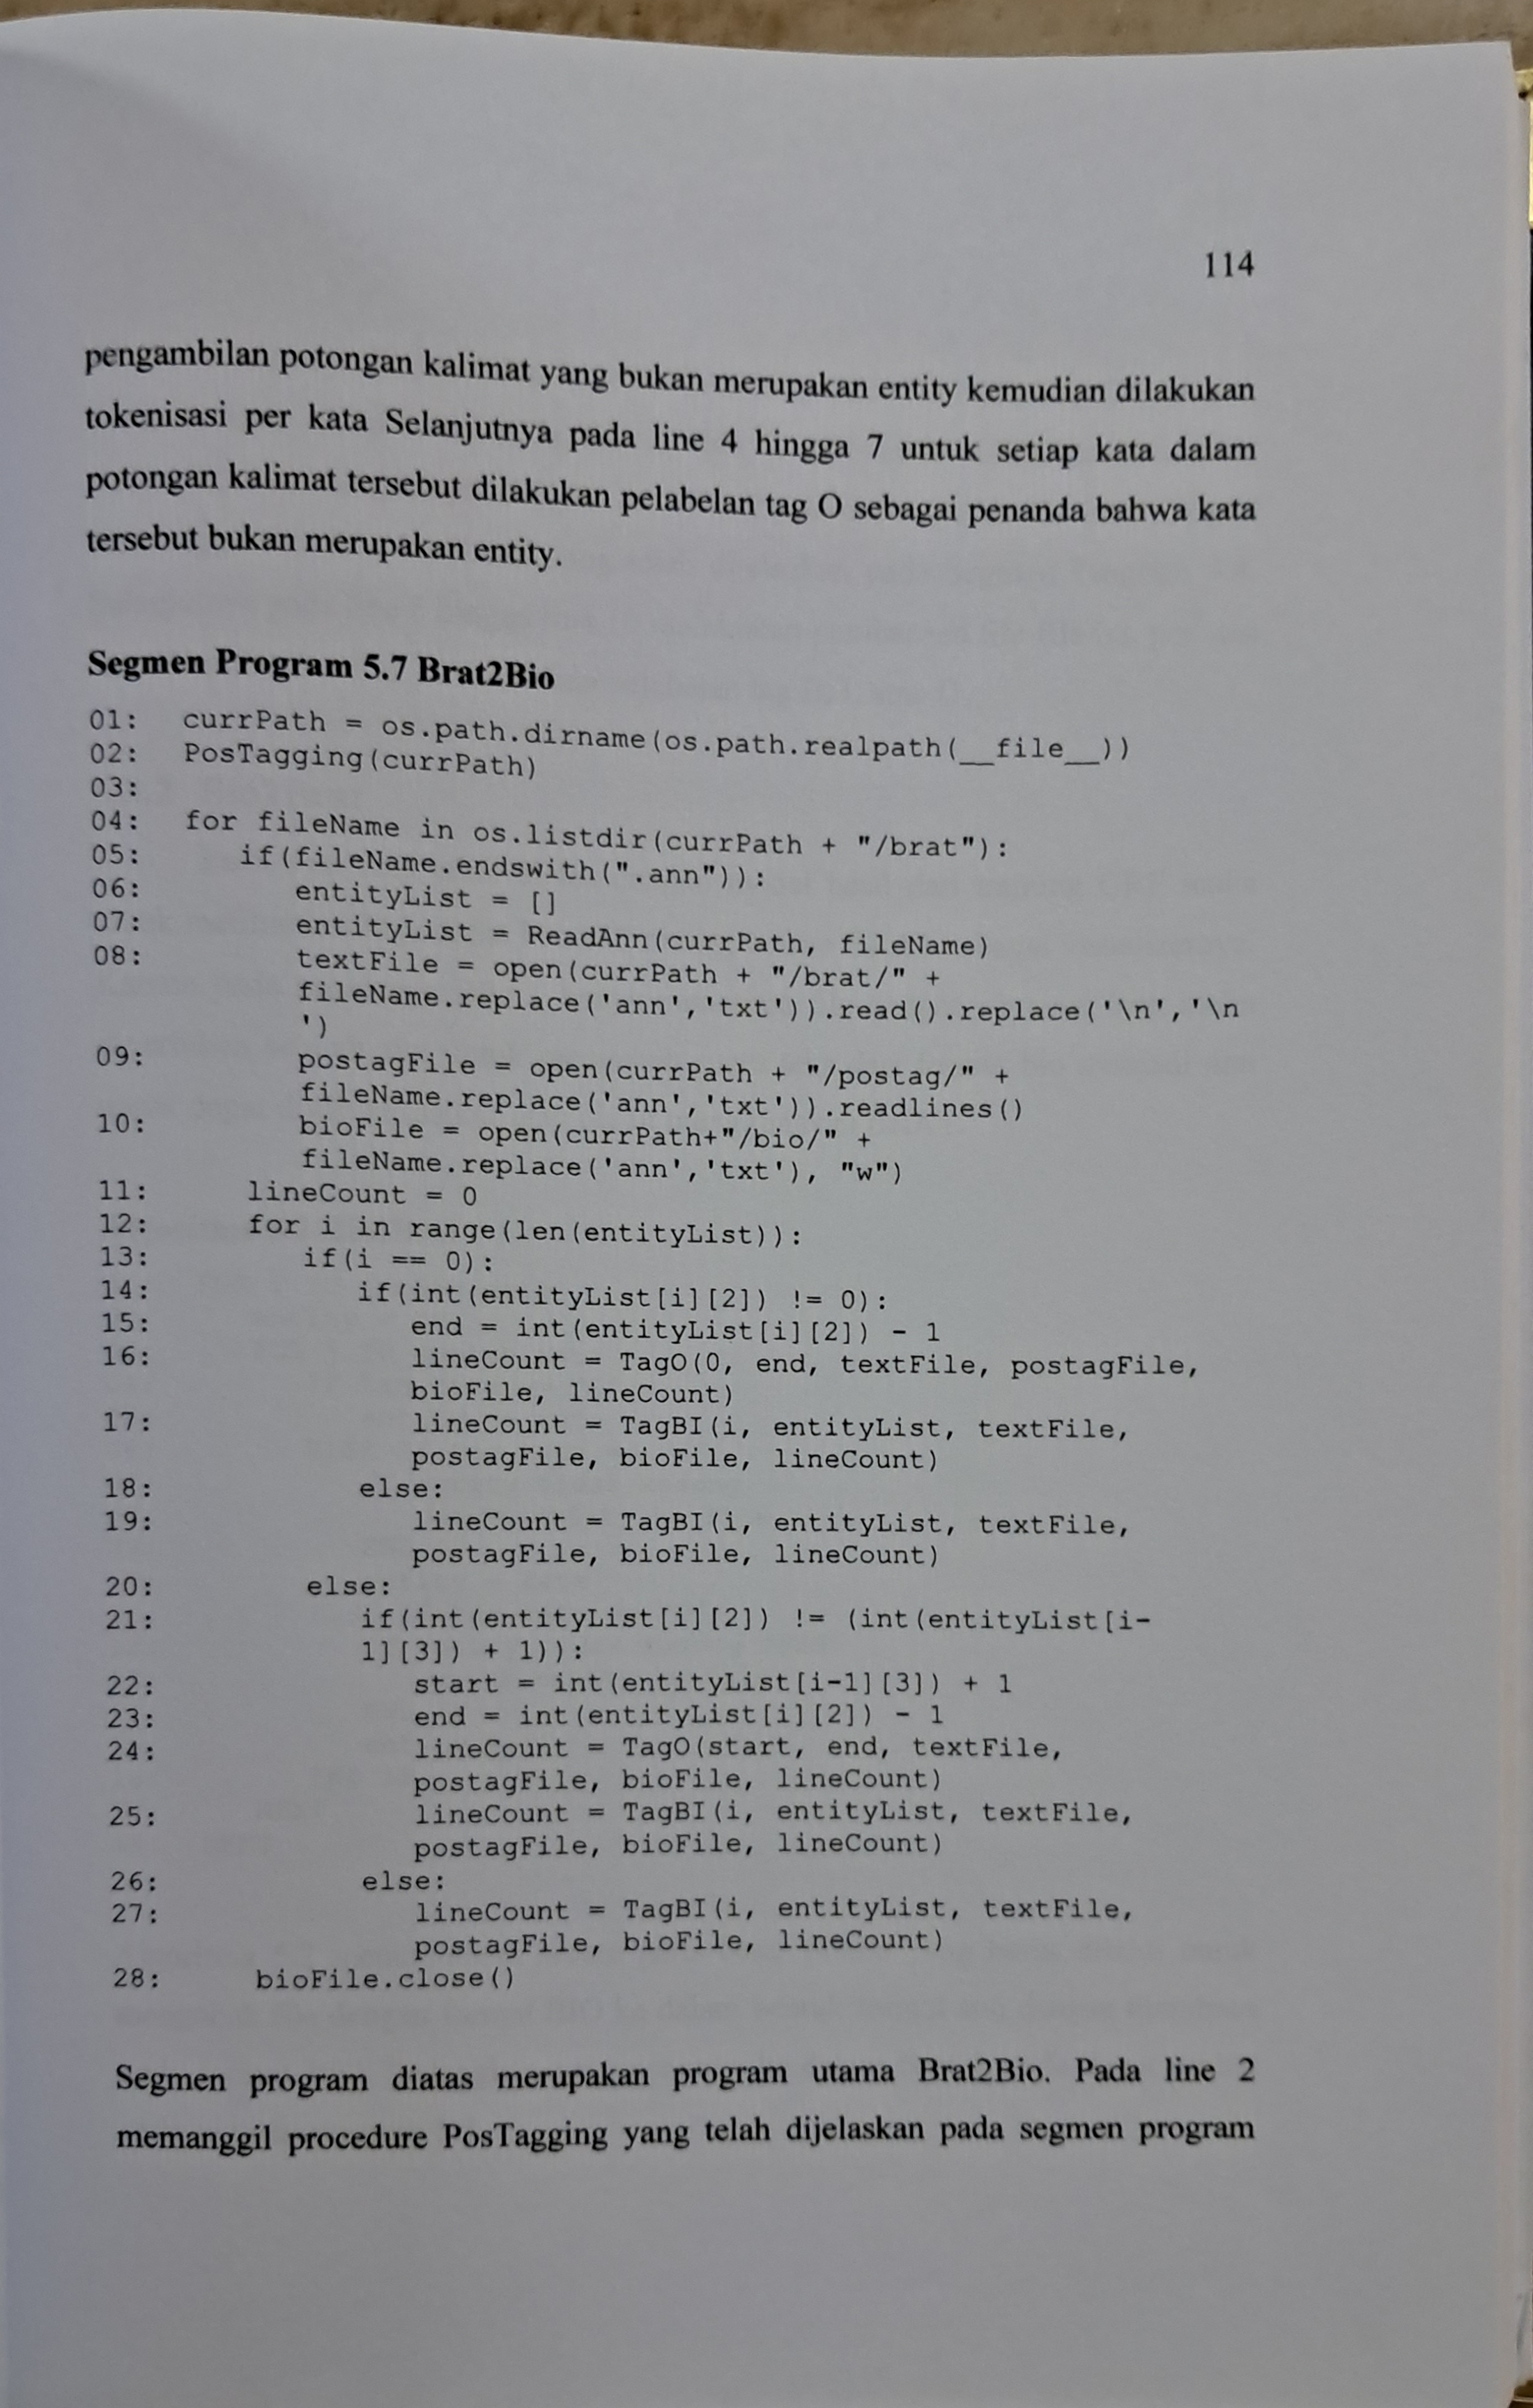 114
pengambilan potongan kalimat yang bukan merupakan entity kemudian dilakukan
tokenisasi per kata Selanjutnya pada line 4 hingga 7 untuk setiap kata dalam
potongan kalimat tersebut dilakukan pelabelan tag O sebagai penanda bahwa kata
tersebut bukan merupakan entity.
Segmen Program 5.7 Brat2Bio
01: currPath = os.path.dirname(os.path.realpath(__file__))
02: PosTagging(currPath)
03:
04: for fileName in os.listdir(currPath + "/brat"):
05: if(fileName.endswith(".ann")):
06: entityList = []
07: entityList = ReadAnn(currPath, fileName)
08: textFile = open(currPath + "/brat/" +
fileName.replace('ann','txt')).read().replace('\n','\n
')
09: postagFile = open(currPath + "/postag/" +
fileName.replace('ann','txt')).readlines()
10: bioFile = open(currPath+"/bio/" +
fileName.replace('ann','txt'), "w")
11: lineCount = 0
12: for i in range(len(entityList)):
13: if(i == 0):
14: if(int(entityList[i][2]) != 0):
15: end = int(entityList[i][2]) - 1
16: lineCount = TagO(0, end, textFile, postagFile,
bioFile, lineCount)
17: lineCount = TagBI(i, entityList, textFile,
postagFile, bioFile, lineCount)
18: else:
19: lineCount = TagBI(i, entityList, textFile,
postagFile, bioFile, lineCount)
20: else:
21: if(int(entityList[i][2]) != (int(entityList[i-
1][3]) + 1)):
22: start = int(entityList[i-1][3]) + 1
23: end = int(entityList[i][2]) - 1
24: lineCount = TagO(start, end, textFile,
postagFile, bioFile, lineCount)
25: lineCount = TagBI(i, entityList, textFile,
postagFile, bioFile, lineCount)
26: else:
27: lineCount = TagBI(i, entityList, textFile,
postagFile, bioFile, lineCount)
28: bioFile.close()
Segmen program diatas merupakan program utama Brat2Bio. Pada line 2
memanggil procedure PosTagging yang telah dijelaskan pada segmen program